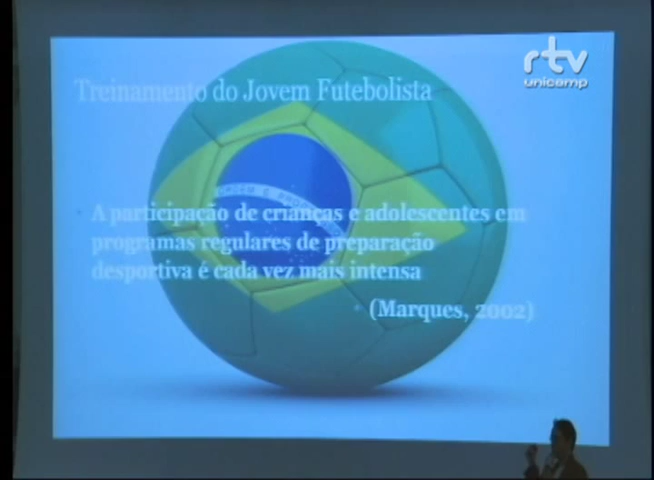 rtv
unicamp
Treinamento do Jovem Futebolista
A participação de crianças e adolescentes em
programas regulares de preparação
desportiva é cada vez mais intensa
(Marques, 2002)